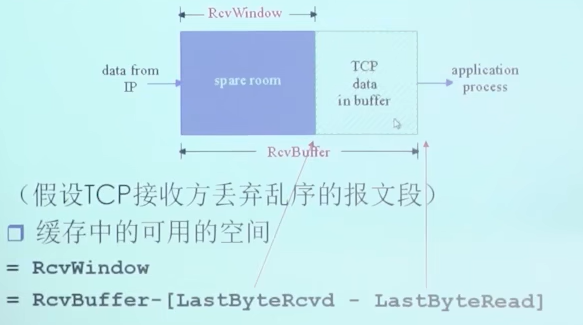 RcvWindow
data from
IP
spare room
TCP
data
in buffer
application
process
RcvBuffer
（假设TCP接收方丢弃乱序的报文段）
缓存中的可用的空间
= RcvWindow
= RcvBuffer-[LastByteRcvd - LastByteRead]